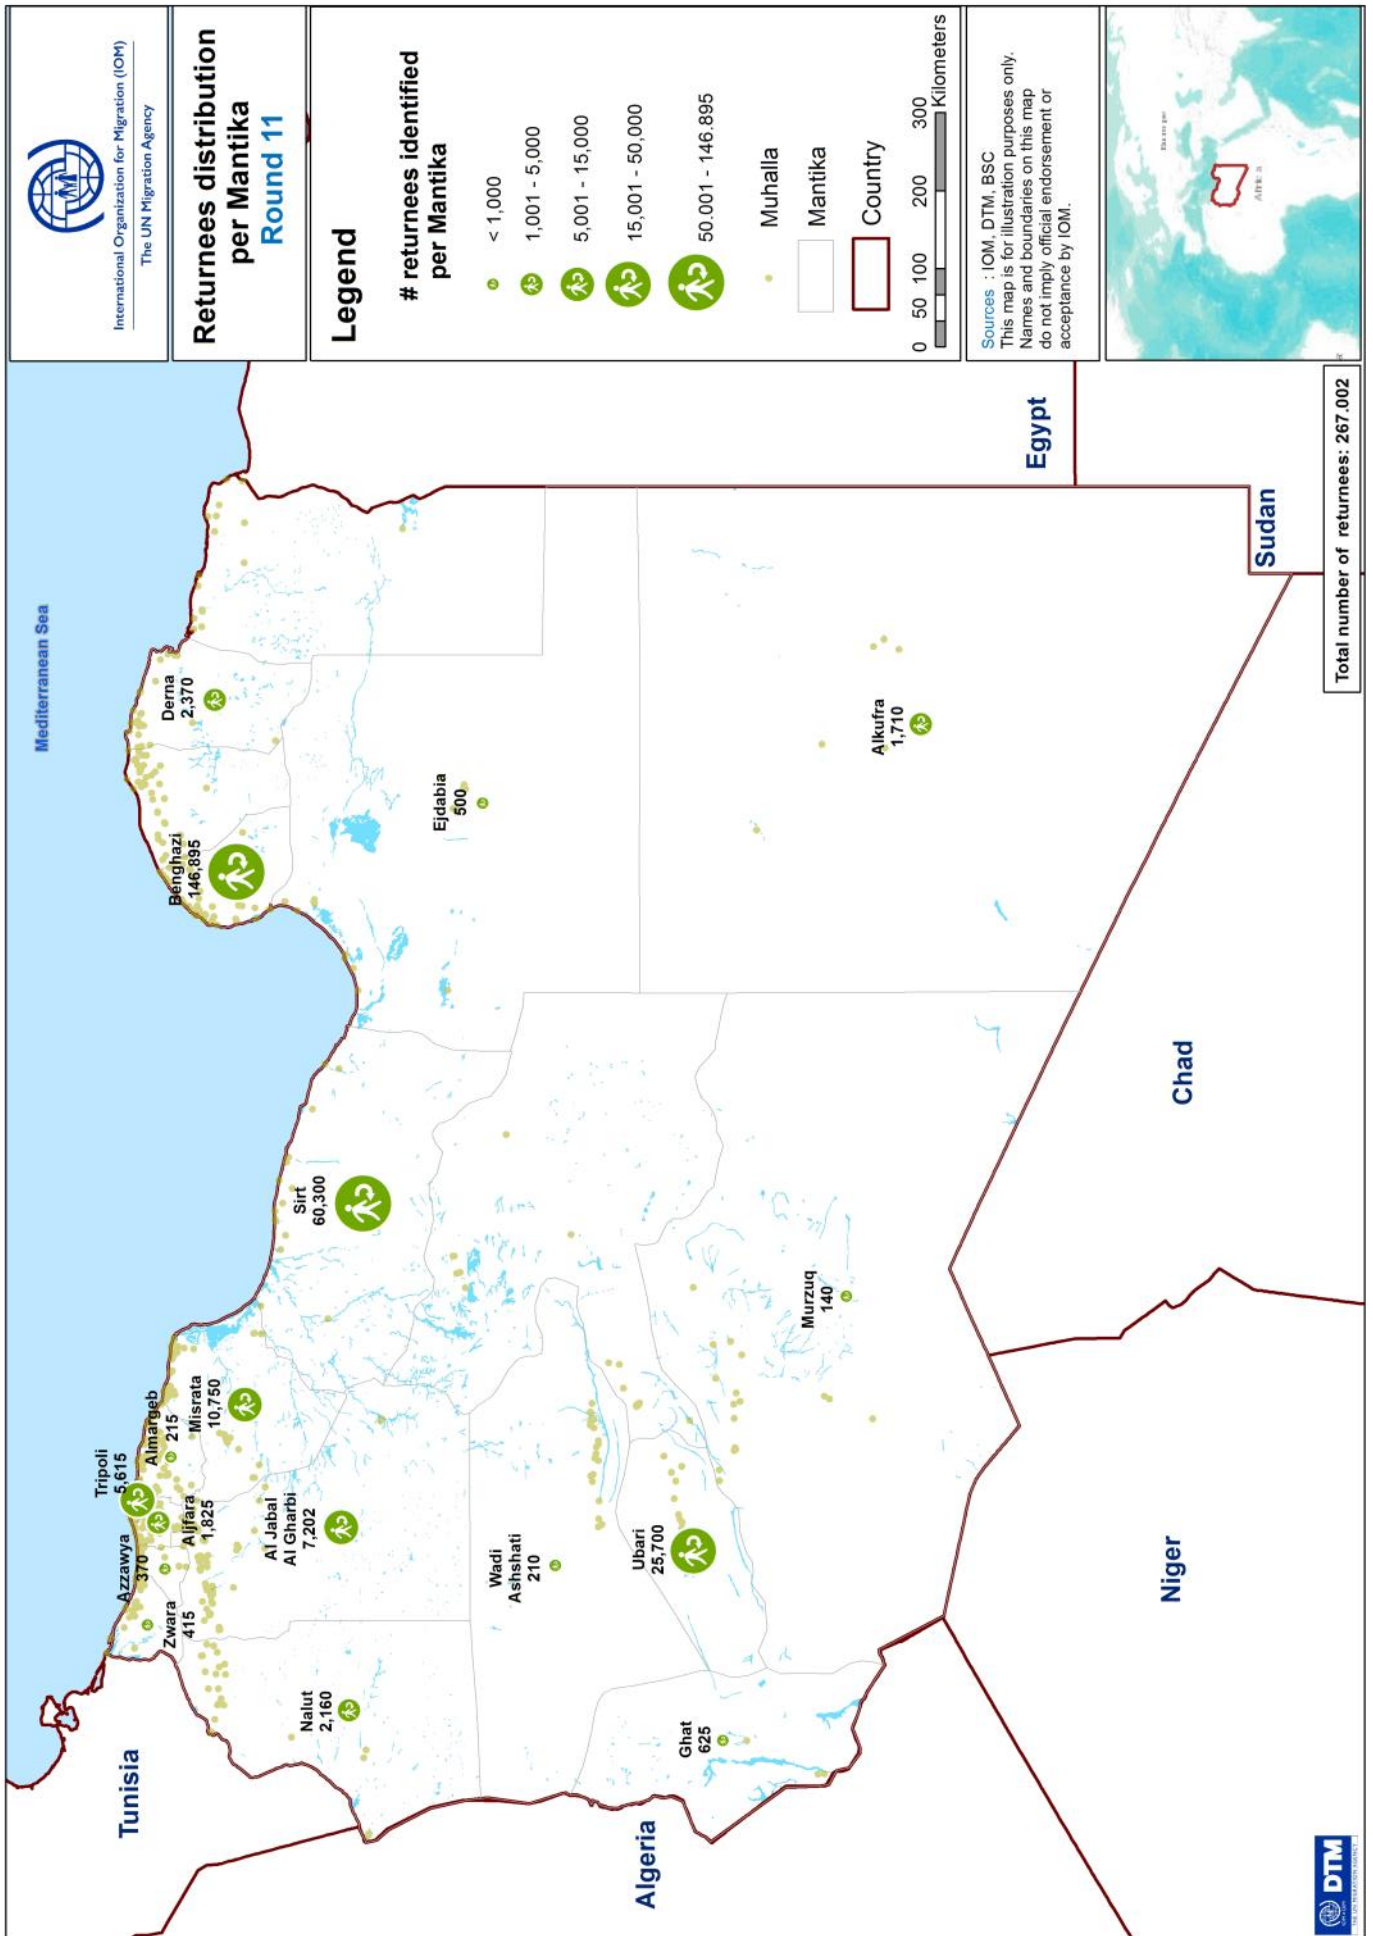 International Organization for Migration (IOM)
The UN Migration Agency
Returnees distribution
per Mantika
Round 11
Legend
# returnees identified
per Mantika
< 1,000
1,001 - 5,000
5,001 - 15,000
15,001 - 50,000
50.001 - 146.895
Muhalla
Mantika
Country
0 50 100 200 300
Kilometers
Sources : IOM, DTM, BSC
This map is for illustration purposes only.
Names and boundaries on this map
do not imply official endorsement or
acceptance by IOM.
Africa
Total number of returnees: 267.002
Mediterranean Sea
Tunisia
Algeria
Niger
Chad
Sudan
Egypt
Tripoli
5,615
Azzawya
370
Zwara
415
Aljfara
1,825
Almargeb
215
Misrata
10,750
Al Jabal
Al Gharbi
7,202
Nalut
2,160
Sirt
60,300
Benghazi
146,895
Derna
2,370
Ejdabia
500
Alkufra
1,710
Wadi
Ashshati
210
Ubari
25,700
Murzuq
140
Ghat
625
DTM
THE UN MIGRATION AGENCY